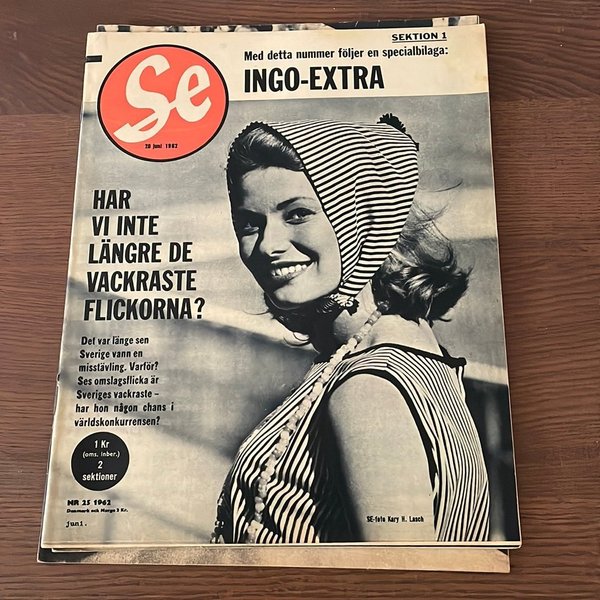 SEKTION 1
Med detta nummer följer en specialbilaga:
INGO-EXTRA
Se
20 juni 1962
HAR
VI INTE
LÄNGRE DE
VACKRASTE
FLICKORNA?
Det var länge sen
Sverige vann en
misstävling. Varför?
Ses omslagsflicka är
Sveriges vackraste –
har hon någon chans i
världskonkurrensen?
1 Kr
(oms. inber.)
2
sektioner
NR 25 1962
Danmark och Norge 2 Kr.
juni.
SE-foto Kary H. Lasch